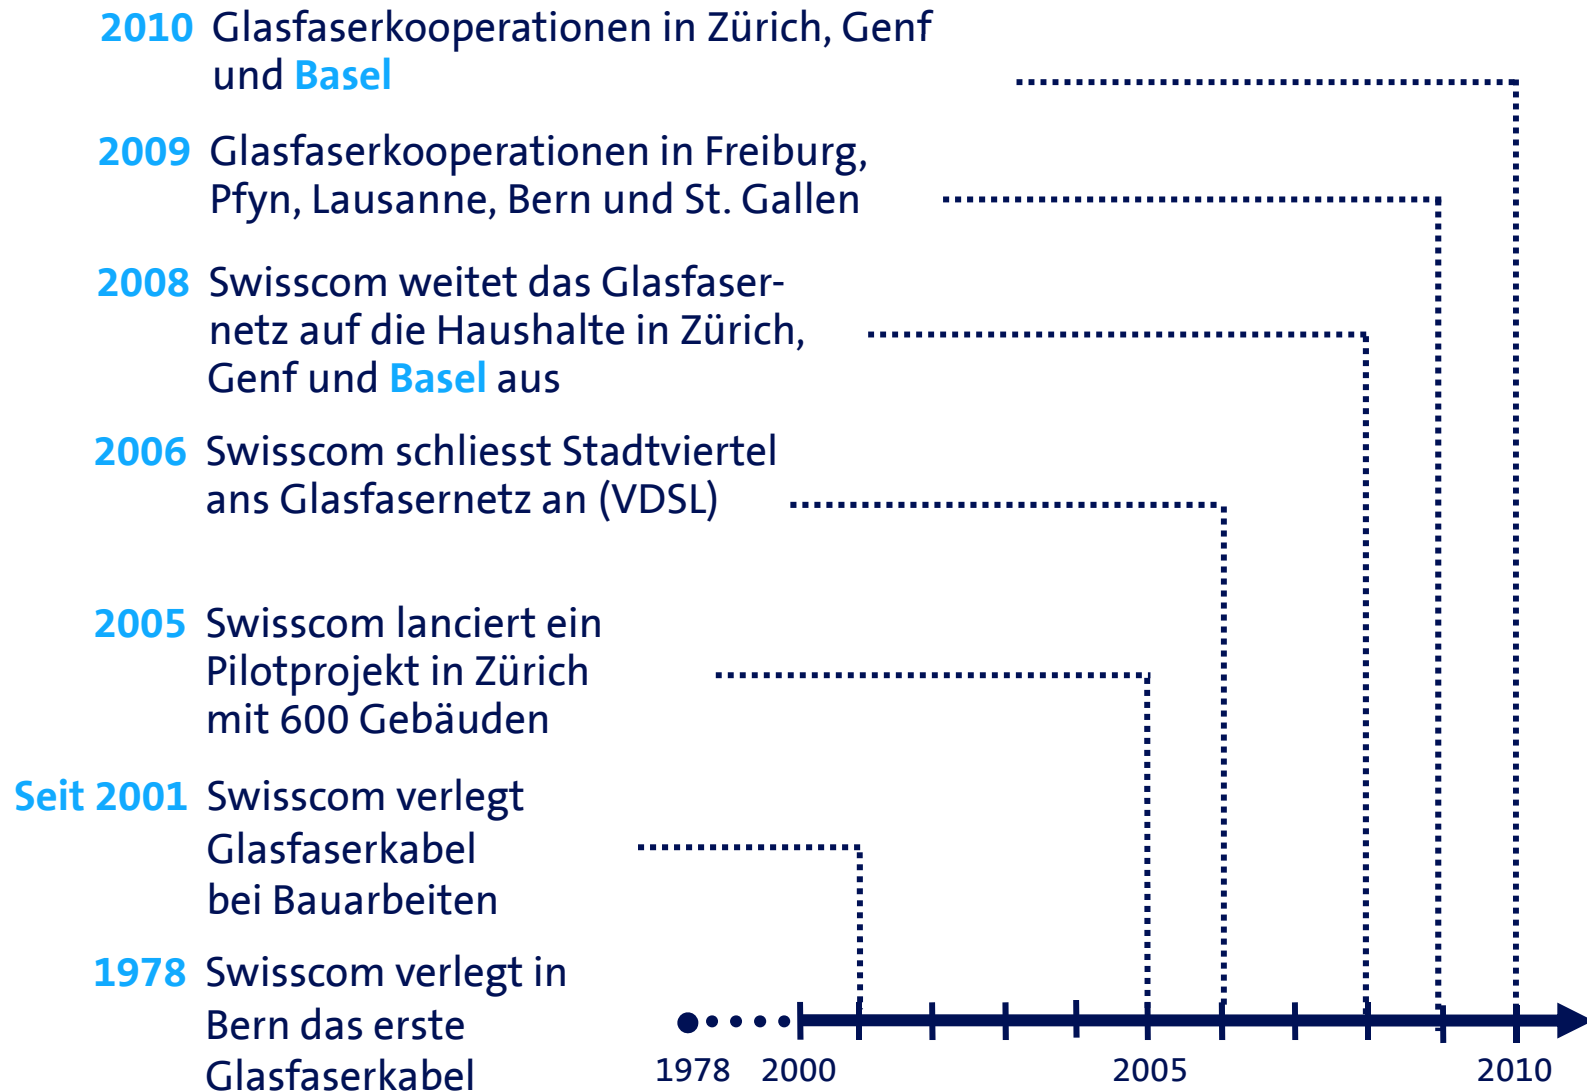 2010 Glasfaserkooperationen in Zürich, Genf
und Basel
2009 Glasfaserkooperationen in Freiburg,
Pfyn, Lausanne, Bern und St. Gallen
2008 Swisscom weitet das Glasfaser-
netz auf die Haushalte in Zürich,
Genf und Basel aus
2006 Swisscom schliesst Stadtviertel
ans Glasfasernetz an (VDSL)
2005 Swisscom lanciert ein
Pilotprojekt in Zürich
mit 600 Gebäuden
Seit 2001 Swisscom verlegt
Glasfaserkabel
bei Bauarbeiten
1978 Swisscom verlegt in
Bern das erste
Glasfaserkabel
1978 2000 2005 2010